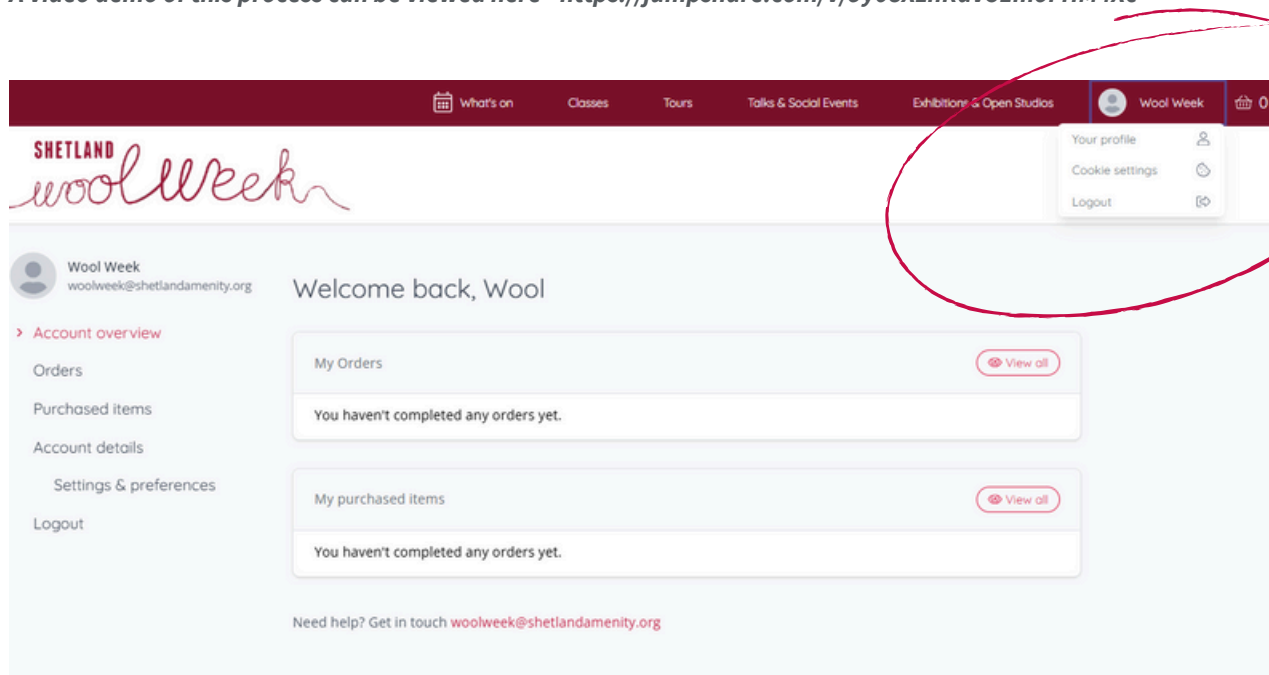 What's on Classes Tours Talks & Social Events Exhibitions & Open Studios Wool Week 0
Your profile
Cookie settings
Logout
SHETLAND
wool week
Wool Week
woolweek@shetlandamenity.org
Welcome back, Wool
Account overview
Orders
Purchased items
Account details
Settings & preferences
Logout
My Orders View all
You haven't completed any orders yet.
My purchased items View all
You haven't completed any orders yet.
Need help? Get in touch woolweek@shetlandamenity.org